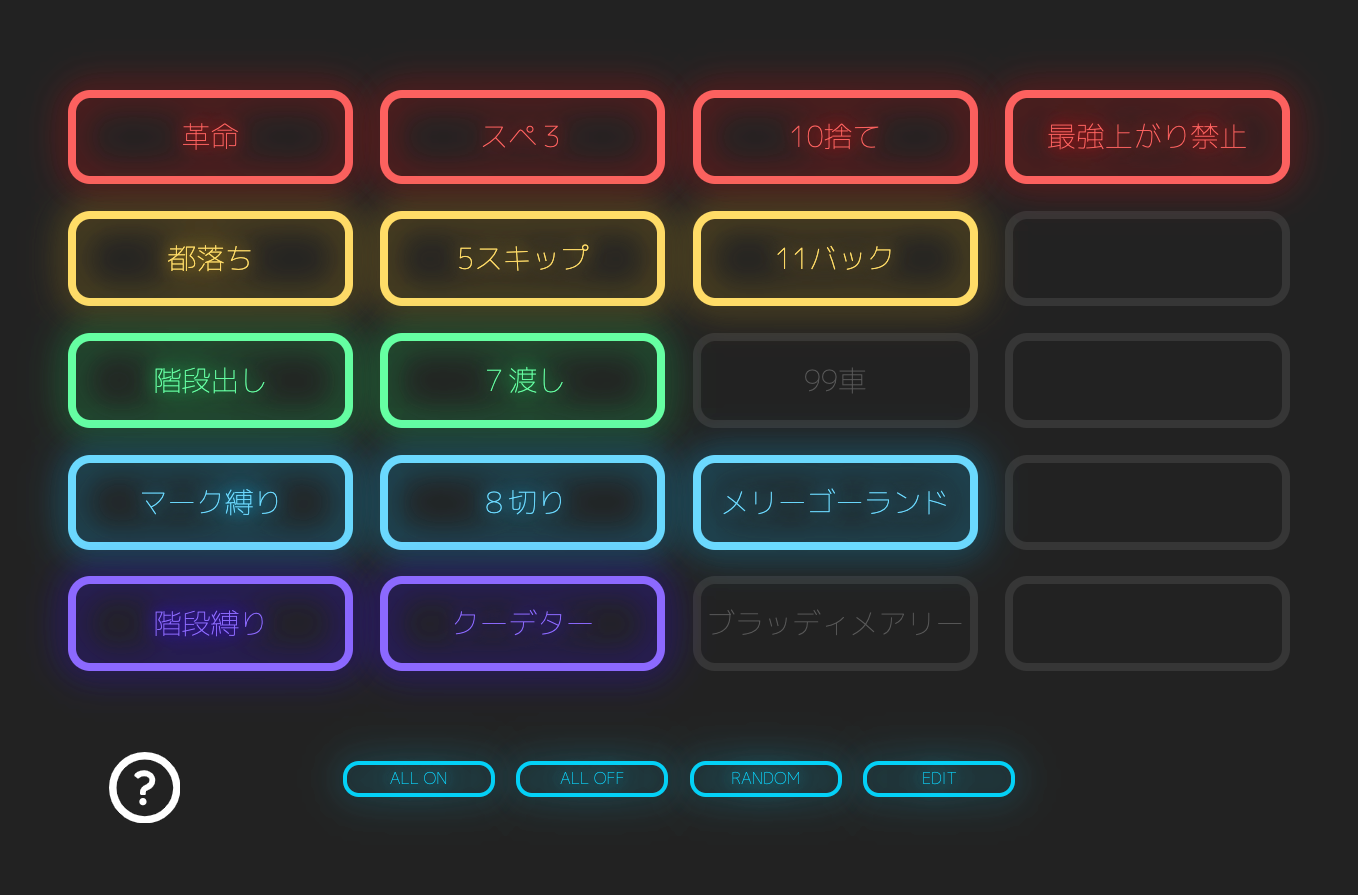 革命
スペ３
10捨て
最強上がり禁止
都落ち
5スキップ
11バック
階段出し
７渡し
99車
マーク縛り
８切り
メリーゴーランド
階段縛り
クーデター
ブラッディメアリー
?
ALL ON
ALL OFF
RANDOM
EDIT